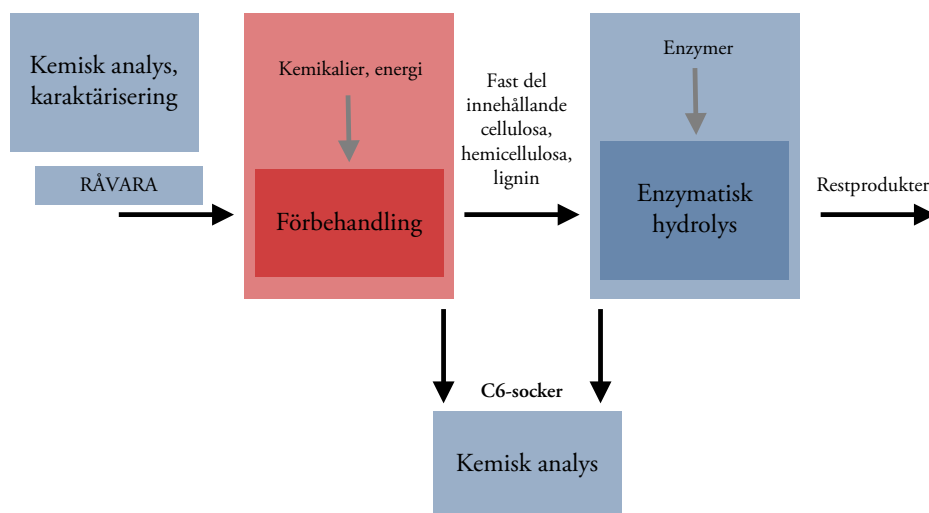 Kemisk analys,
karaktärisering
RÅVARA
Kemikalier, energi
Förbehandling
Fast del
innehållande
cellulosa,
hemicellulosa,
lignin
Enzymer
Enzymatisk
hydrolys
Restprodukter
C6-socker
Kemisk analys